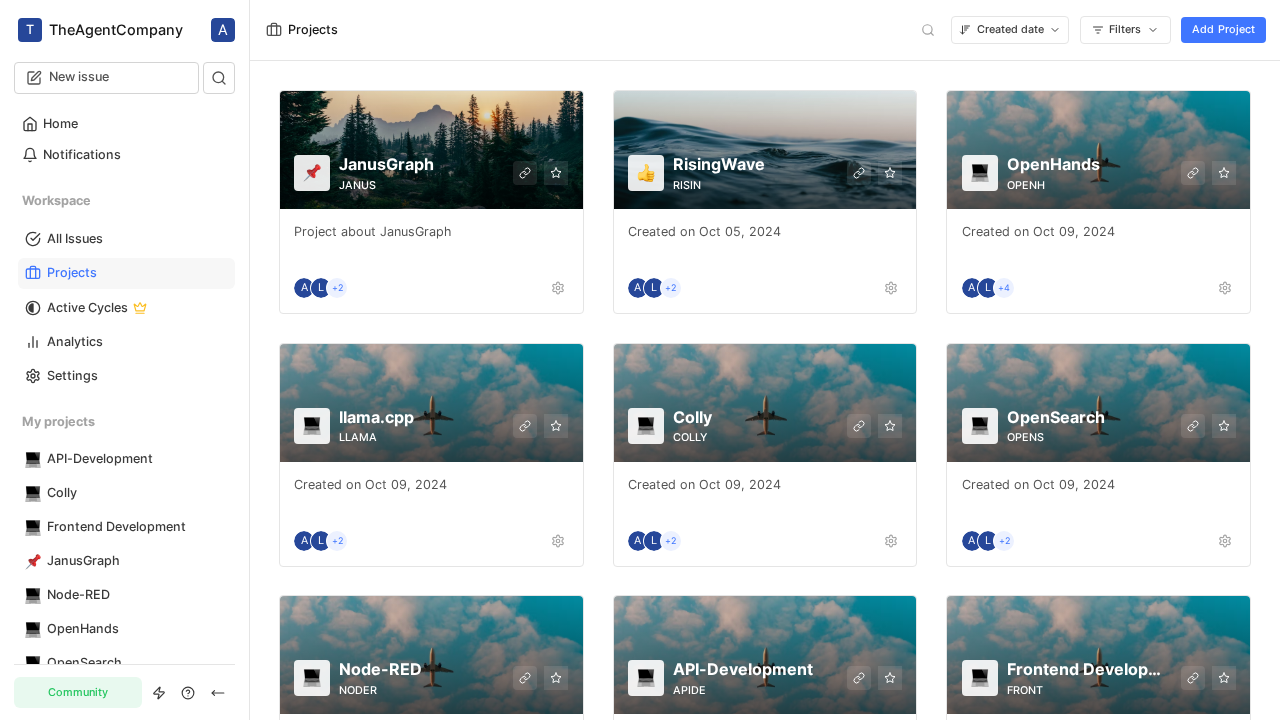 T TheAgentCompany A
New issue
Home
Notifications
Workspace
All Issues
Projects
Active Cycles
Analytics
Settings
My projects
API-Development
Colly
Frontend Development
JanusGraph
Node-RED
OpenHands
OpenSearch
Community
Projects
Created date
Filters
Add Project
JanusGraph
JANUS
Project about JanusGraph
A L +2
RisingWave
RISIN
Created on Oct 05, 2024
A L +2
OpenHands
OPENH
Created on Oct 09, 2024
A L +4
llama.cpp
LLAMA
Created on Oct 09, 2024
A L +2
Colly
COLLY
Created on Oct 09, 2024
A L +2
OpenSearch
OPENS
Created on Oct 09, 2024
A L +2
Node-RED
NODER
API-Development
APIDE
Frontend Develop...
FRONT